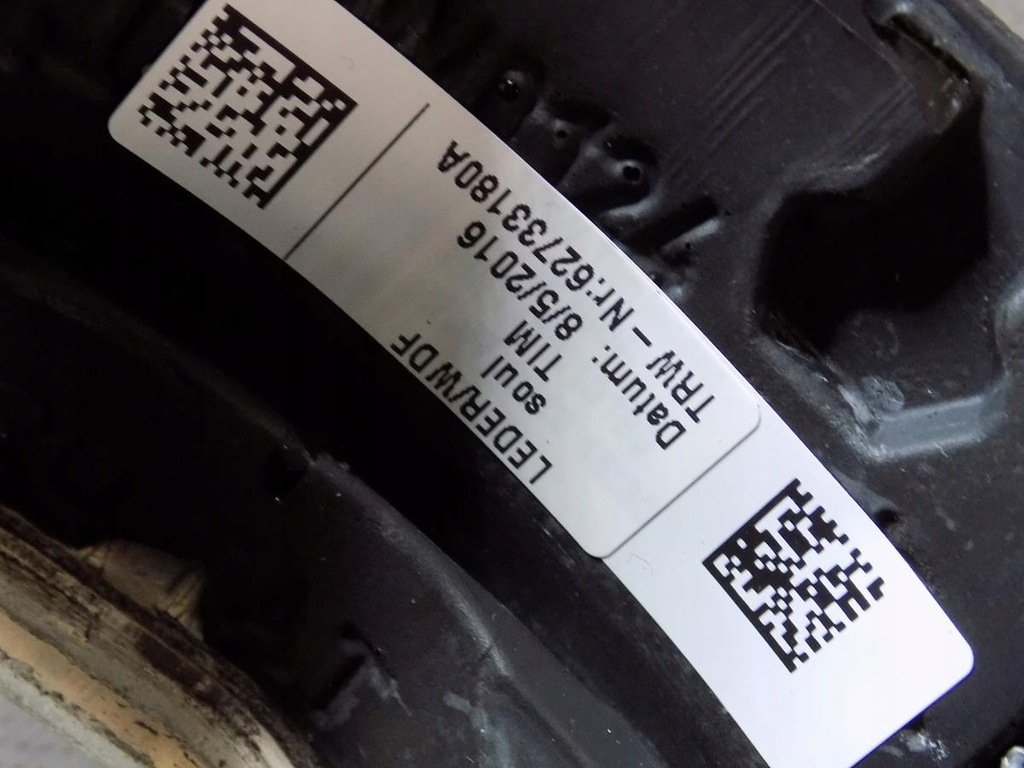 LEDER/WDF
soul
TIM
Datum: 8/5/2016
TRW – Nr:62733180A